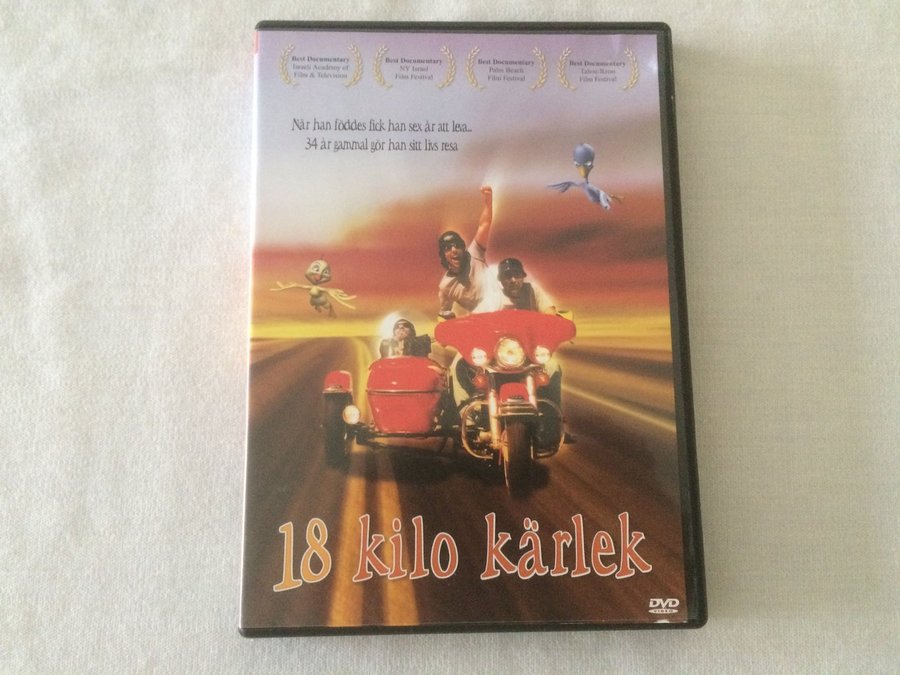 Best Documentary
Israeli Academy of
Film & Television
Best Documentary
NY Israel
Film Festival
Best Documentary
Palm Beach
Film Festival
Best Documentary
Film Festival
När han föddes fick han sex år att leva...
34 år gammal gör han sitt livs resa
18 kilo kärlek
DVD
VIDEO